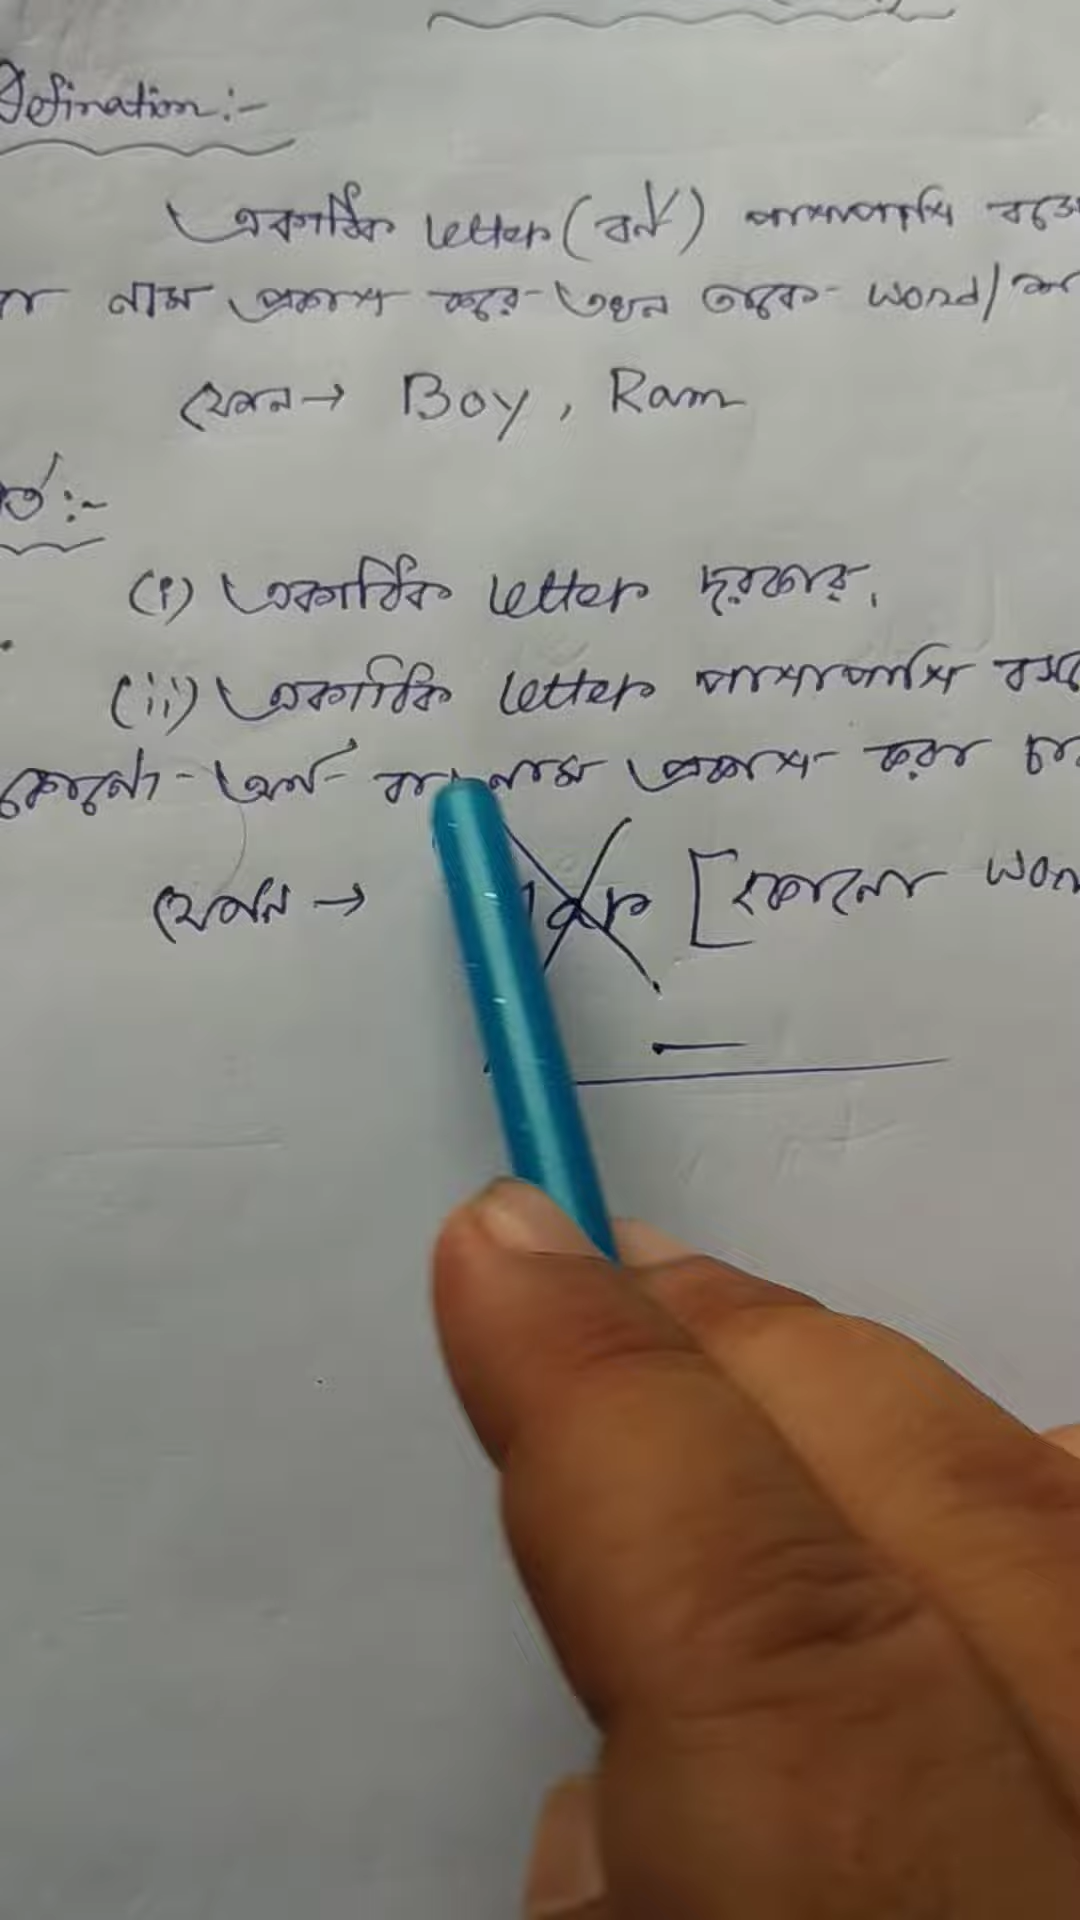 Defination:-
একাধিক Letter (বর্ণ) পাশাপাশি বসে
বা নাম প্রকাশ করে তখন তাকে word/
যেমন→ Boy, Ram
র্ত :-
(i) একাধিক Letter দরকার,
(ii) একাধিক Letter পাশাপাশি বসে
কোনো অর্থ বা নাম প্রকাশ করা চা
যেমন → [কোনো wor